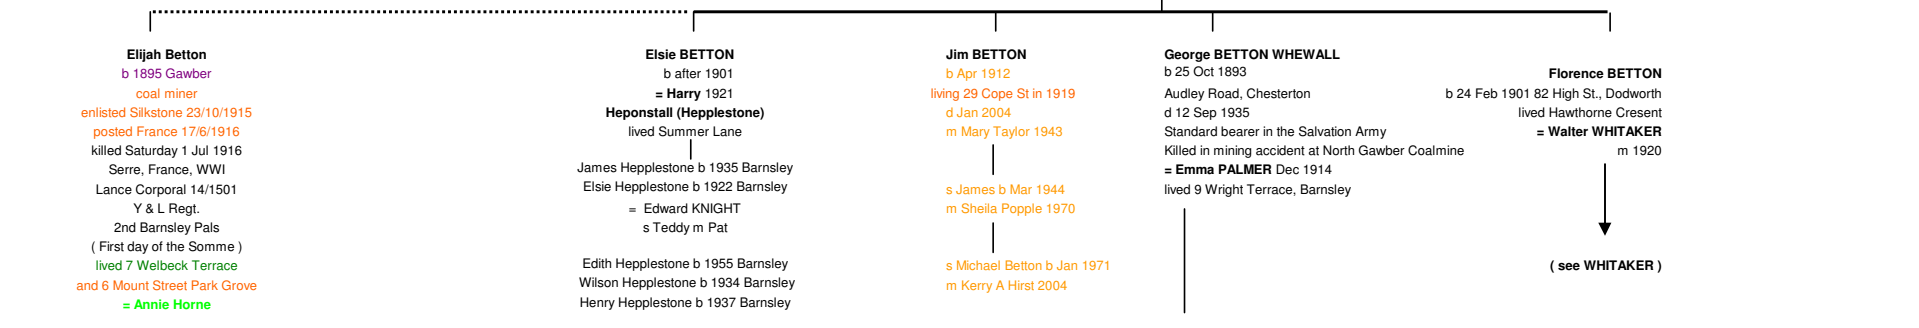 Elijah Betton
b 1895 Gawber
coal miner
enlisted Silkstone 23/10/1915
posted France 17/6/1916
killed Saturday 1 Jul 1916
Serre, France, WWI
Lance Corporal 14/1501
Y & L Regt.
2nd Barnsley Pals
( First day of the Somme )
lived 7 Welbeck Terrace
and 6 Mount Street Park Grove
= Annie Horne
Elsie BETTON
b after 1901
= Harry 1921
Heponstall (Hepplestone)
lived Summer Lane
James Hepplestone b 1935 Barnsley
Elsie Hepplestone b 1922 Barnsley
= Edward KNIGHT
s Teddy m Pat
Edith Hepplestone b 1955 Barnsley
Wilson Hepplestone b 1934 Barnsley
Henry Hepplestone b 1937 Barnsley
Jim BETTON
b Apr 1912
living 29 Cope St in 1919
d Jan 2004
m Mary Taylor 1943
s James b Mar 1944
m Sheila Popple 1970
s Michael Betton b Jan 1971
m Kerry A Hirst 2004
George BETTON WHEWALL
b 25 Oct 1893
Audley Road, Chesterton
d 12 Sep 1935
Standard bearer in the Salvation Army
Killed in mining accident at North Gawber Coalmine
= Emma PALMER Dec 1914
lived 9 Wright Terrace, Barnsley
Florence BETTON
b 24 Feb 1901 82 High St., Dodworth
lived Hawthorne Cresent
= Walter WHITAKER
m 1920
( see WHITAKER )